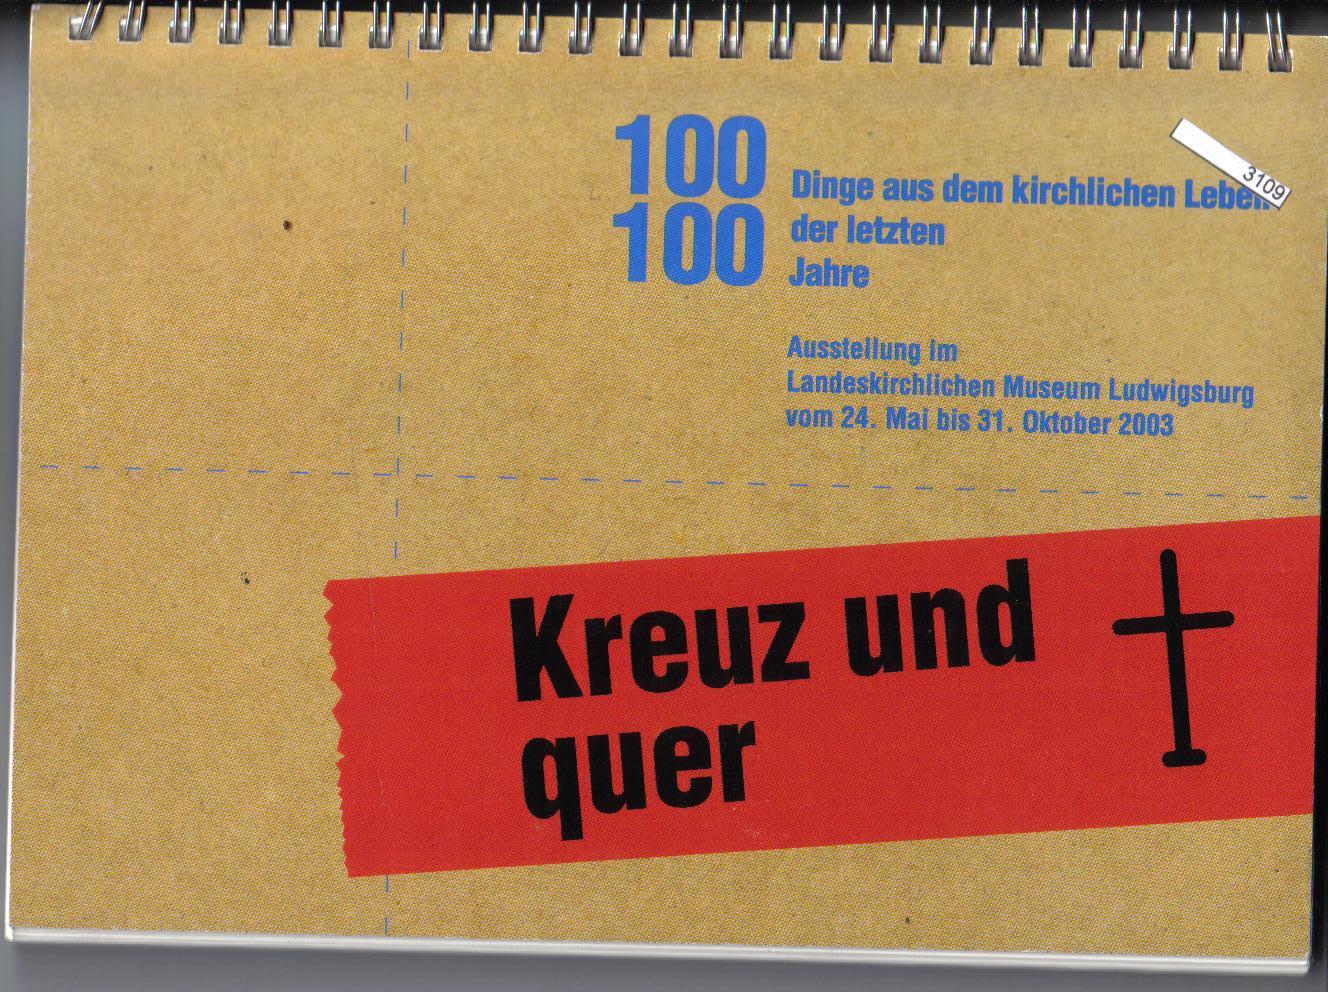 100
100
Dinge aus dem kirchlichen Leben
der letzten
Jahre
3109
Ausstellung im
Landeskirchlichen Museum Ludwigsburg
vom 24. Mai bis 31. Oktober 2003
Kreuz und
quer